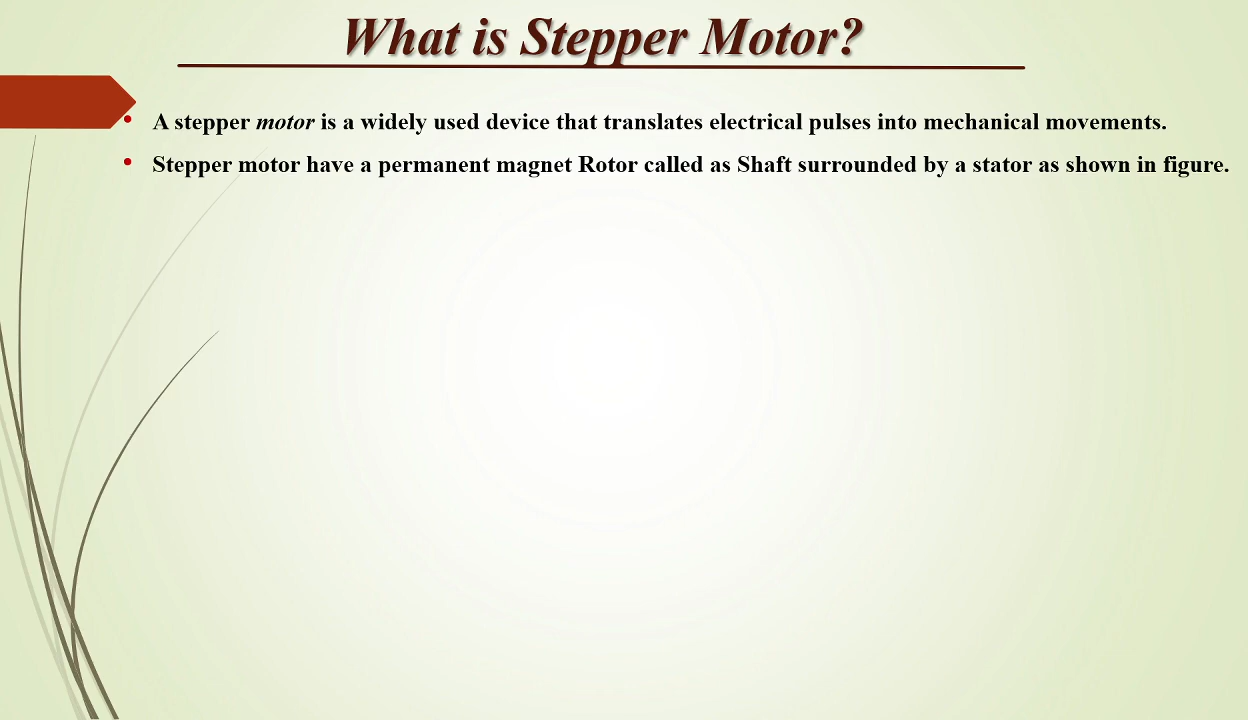 What is Stepper Motor?
• A stepper motor is a widely used device that translates electrical pulses into mechanical movements.
• Stepper motor have a permanent magnet Rotor called as Shaft surrounded by a stator as shown in figure.